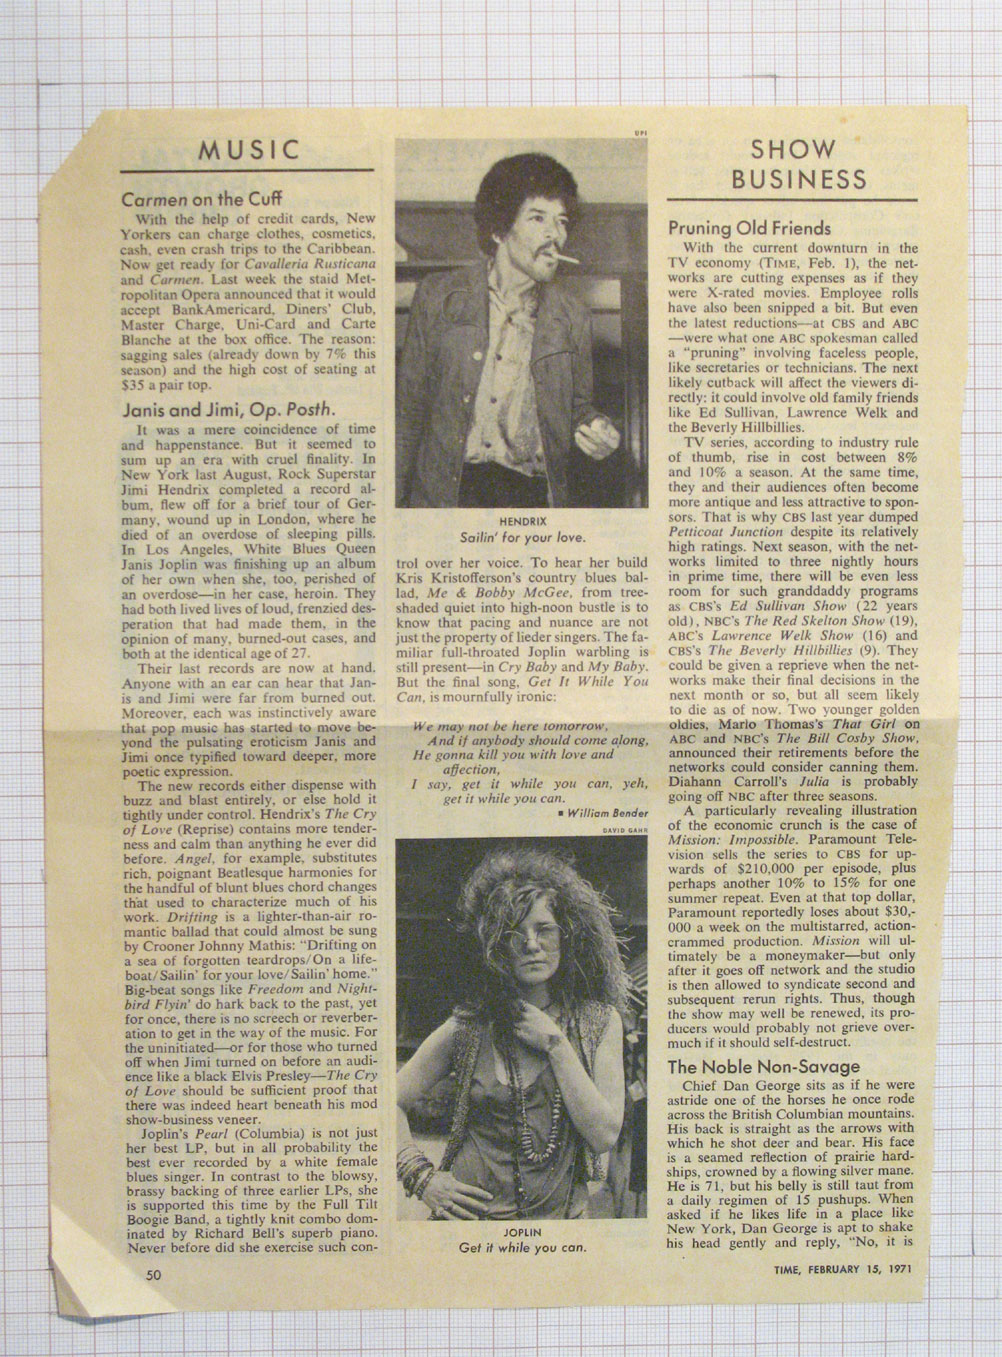 MUSIC
Carmen on the Cuff
With the help of credit cards, New
Yorkers can charge clothes, cosmetics,
cash, even crash trips to the Caribbean.
Now get ready for Cavalleria Rusticana
and Carmen. Last week the staid Met-
ropolitan Opera announced that it would
accept BankAmericard, Diners' Club,
Master Charge, Uni-Card and Carte
Blanche at the box office. The reason:
sagging sales (already down by 7% this
season) and the high cost of seating at
$35 a pair top.
Janis and Jimi, Op. Posth.
It was a mere coincidence of time
and happenstance. But it seemed to
sum up an era with cruel finality. In
New York last August, Rock Superstar
Jimi Hendrix completed a record al-
bum, flew off for a brief tour of Ger-
many, wound up in London, where he
died of an overdose of sleeping pills.
In Los Angeles, White Blues Queen
Janis Joplin was finishing up an album
of her own when she, too, perished of
an overdose—in her case, heroin. They
had both lived lives of loud, frenzied des-
peration that had made them, in the
opinion of many, burned-out cases, and
both at the identical age of 27.
Their last records are now at hand.
Anyone with an ear can hear that Jan-
is and Jimi were far from burned out.
Moreover, each was instinctively aware
that pop music has started to move be-
yond the pulsating eroticism Janis and
Jimi once typified toward deeper, more
poetic expression.
The new records either dispense with
buzz and blast entirely, or else hold it
tightly under control. Hendrix's The Cry
of Love (Reprise) contains more tender-
ness and calm than anything he ever did
before. Angel, for example, substitutes
rich, poignant Beatlesque harmonies for
the handful of blunt blues chord changes
that used to characterize much of his
work. Drifting is a lighter-than-air ro-
mantic ballad that could almost be sung
by Crooner Johnny Mathis: "Drifting on
a sea of forgotten teardrops/On a life-
boat/Sailin' for your love/Sailin' home."
Big-beat songs like Freedom and Night-
bird Flyin' do hark back to the past, yet
for once, there is no screech or reverber-
ation to get in the way of the music. For
the uninitiated—or for those who turned
off when Jimi turned on before an audi-
ence like a black Elvis Presley—The Cry
of Love should be sufficient proof that
there was indeed heart beneath his mod
show-business veneer.
Joplin's Pearl (Columbia) is not just
her best LP, but in all probability the
best ever recorded by a white female
blues singer. In contrast to the blowsy,
brassy backing of three earlier LPs, she
is supported this time by the Full Tilt
Boogie Band, a tightly knit combo dom-
inated by Richard Bell's superb piano.
Never before did she exercise such con-
50
UPI
HENDRIX
Sailin' for your love.
trol over her voice. To hear her build
Kris Kristofferson's country blues bal-
lad, Me & Bobby McGee, from tree-
shaded quiet into high-noon bustle is to
know that pacing and nuance are not
just the property of lieder singers. The fa-
miliar full-throated Joplin warbling is
still present—in Cry Baby and My Baby.
But the final song, Get It While You
Can, is mournfully ironic:
We may not be here tomorrow,
And if anybody should come along,
He gonna kill you with love and
affection,
I say, get it while you can, yeh,
get it while you can.
■ William Bender
DAVID GAHR
JOPLIN
Get it while you can.
SHOW
BUSINESS
Pruning Old Friends
With the current downturn in the
TV economy (TIME, Feb. 1), the net-
works are cutting expenses as if they
were X-rated movies. Employee rolls
have also been snipped a bit. But even
the latest reductions—at CBS and ABC
—were what one ABC spokesman called
a "pruning" involving faceless people,
like secretaries or technicians. The next
likely cutback will affect the viewers di-
rectly: it could involve old family friends
like Ed Sullivan, Lawrence Welk and
the Beverly Hillbillies.
TV series, according to industry rule
of thumb, rise in cost between 8%
and 10% a season. At the same time,
they and their audiences often become
more antique and less attractive to spon-
sors. That is why CBS last year dumped
Petticoat Junction despite its relatively
high ratings. Next season, with the net-
works limited to three nightly hours
in prime time, there will be even less
room for such granddaddy programs
as CBS's Ed Sullivan Show (22 years
old), NBC's The Red Skelton Show (19),
ABC's Lawrence Welk Show (16) and
CBS's The Beverly Hillbillies (9). They
could be given a reprieve when the net-
works make their final decisions in the
next month or so, but all seem likely
to die as of now. Two younger golden
oldies, Marlo Thomas's That Girl on
ABC and NBC's The Bill Cosby Show,
announced their retirements before the
networks could consider canning them.
Diahann Carroll's Julia is probably
going off NBC after three seasons.
A particularly revealing illustration
of the economic crunch is the case of
Mission: Impossible. Paramount Tele-
vision sells the series to CBS for up-
wards of $210,000 per episode, plus
perhaps another 10% to 15% for one
summer repeat. Even at that top dollar,
Paramount reportedly loses about $30,-
000 a week on the multistarred, action-
crammed production. Mission will ul-
timately be a moneymaker—but only
after it goes off network and the studio
is then allowed to syndicate second and
subsequent rerun rights. Thus, though
the show may well be renewed, its pro-
ducers would probably not grieve over-
much if it should self-destruct.
The Noble Non-Savage
Chief Dan George sits as if he were
astride one of the horses he once rode
across the British Columbian mountains.
His back is straight as the arrows with
which he shot deer and bear. His face
is a seamed reflection of prairie hard-
ships, crowned by a flowing silver mane.
He is 71, but his belly is still taut from
a daily regimen of 15 pushups. When
asked if he likes life in a place like
New York, Dan George is apt to shake
his head gently and reply, "No, it is
TIME, FEBRUARY 15, 1971